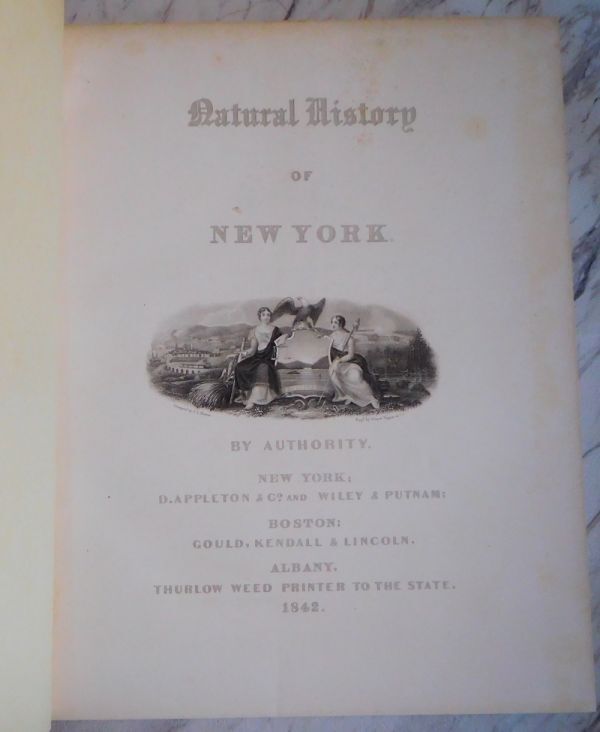 Natural History
OF
NEW YORK.
BY AUTHORITY.
NEW YORK;
D. APPLETON & Co. AND WILEY & PUTNAM:
BOSTON:
GOULD, KENDALL & LINCOLN.
ALBANY.
THURLOW WEED PRINTER TO THE STATE.
1842.